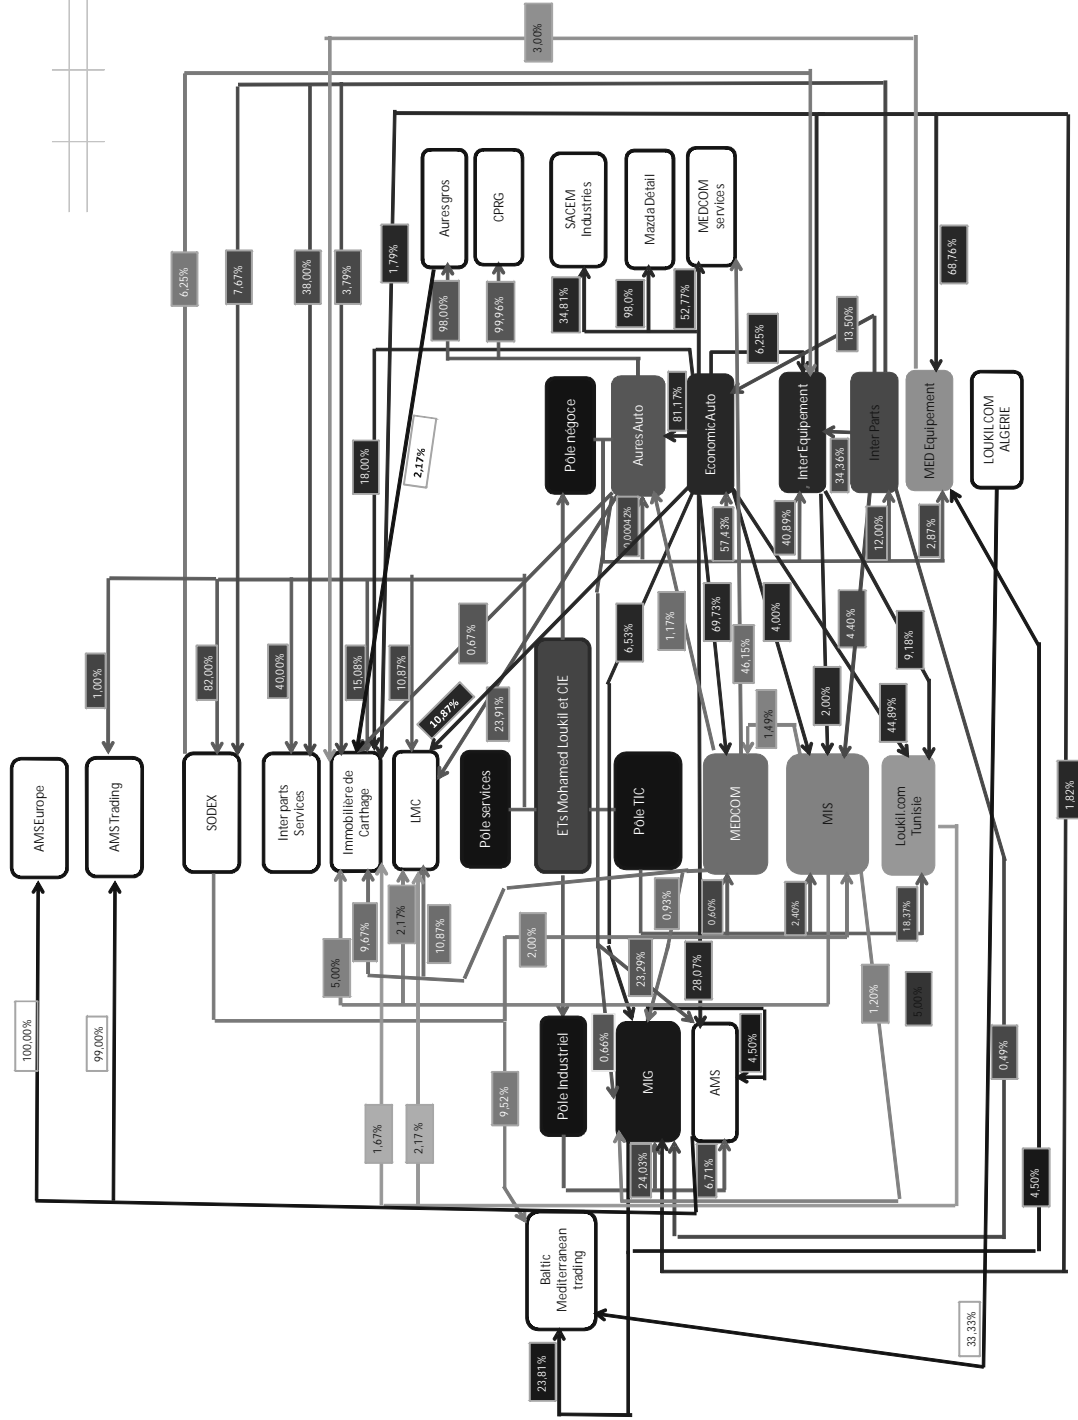 3,00%
6,25%
7,67%
38,00%
3,79%
1,79%
68,76%
Auresgros
CPRG
SACEM
Industries
Mazda Détail
MEDCOM
services
98,00%
99,96%
34,81%
98,0%
52,77%
6,25%
13,50%
18,00%
2,17%
81,17%
34,36%
Pôle négoce
Aures Auto
Economic Auto
Inter Equipement
Inter Parts
MED Equipement
LOUKIL.COM
ALGERIE
0,00042%
57,43%
40,89%
12,00%
2,87%
1,00%
82,00%
40,00%
15,08%
10,87%
0,67%
10,87%
23,91%
6,53%
1,17%
69,73%
46,15%
4,00%
1,49%
2,00%
4.40%
44,89%
9,18%
AMSEurope
AMS Trading
SODEX
Inter parts
Services
Immobilière de
Carthage
LMC
Pôle services
ETs Mohamed Loukil et CIE
Pôle TIC
MEDCOM
MIS
Loukil.com
Tunisie
1,82%
5,00%
9,67%
2,17%
10,87%
2,00%
0,93%
0,60%
2,40%
18,37%
23,29%
28,07%
1,20%
5,00%
100,00%
99,00%
0,66%
4,50%
0,49%
Pôle Industriel
MIG
AMS
1,67%
2,17%
9,52%
24,03%
6,71%
4,50%
Baltic
Mediterranean
trading
23,81%
33,33%